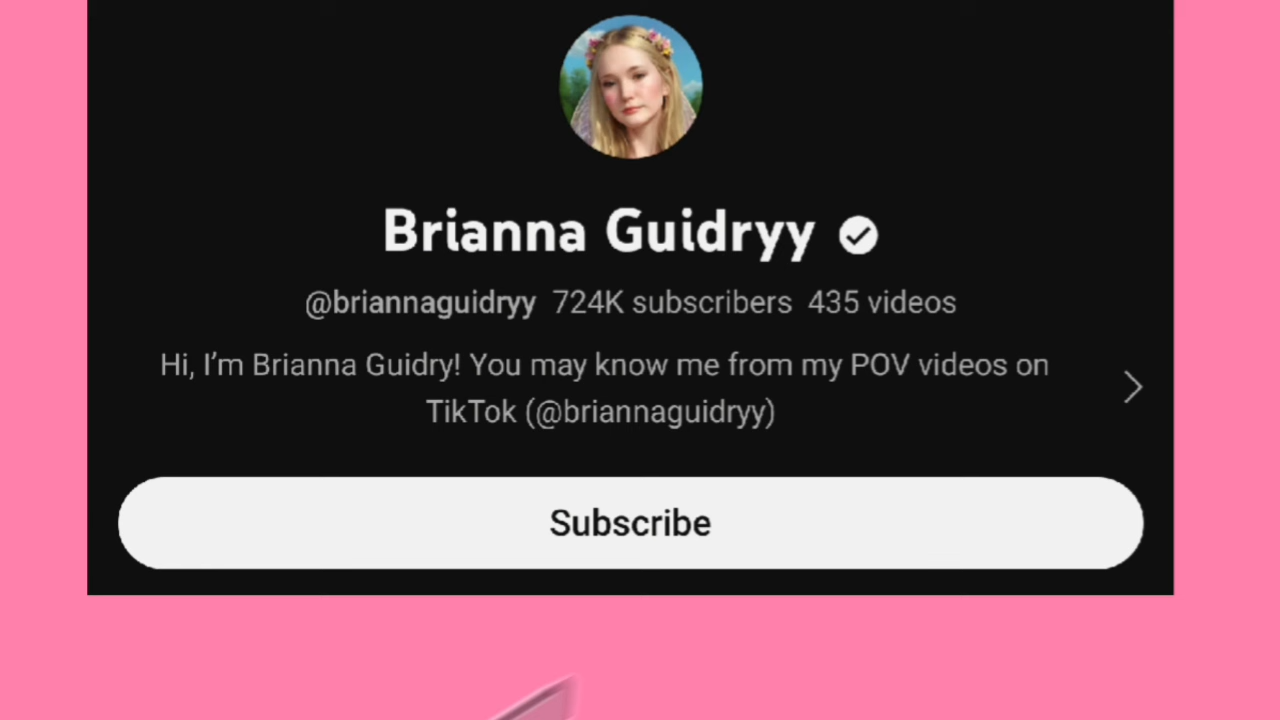 Brianna Guidryy
@briannaguidryy 724K subscribers 435 videos
Hi, I’m Brianna Guidry! You may know me from my POV videos on
TikTok (@briannaguidryy)
Subscribe